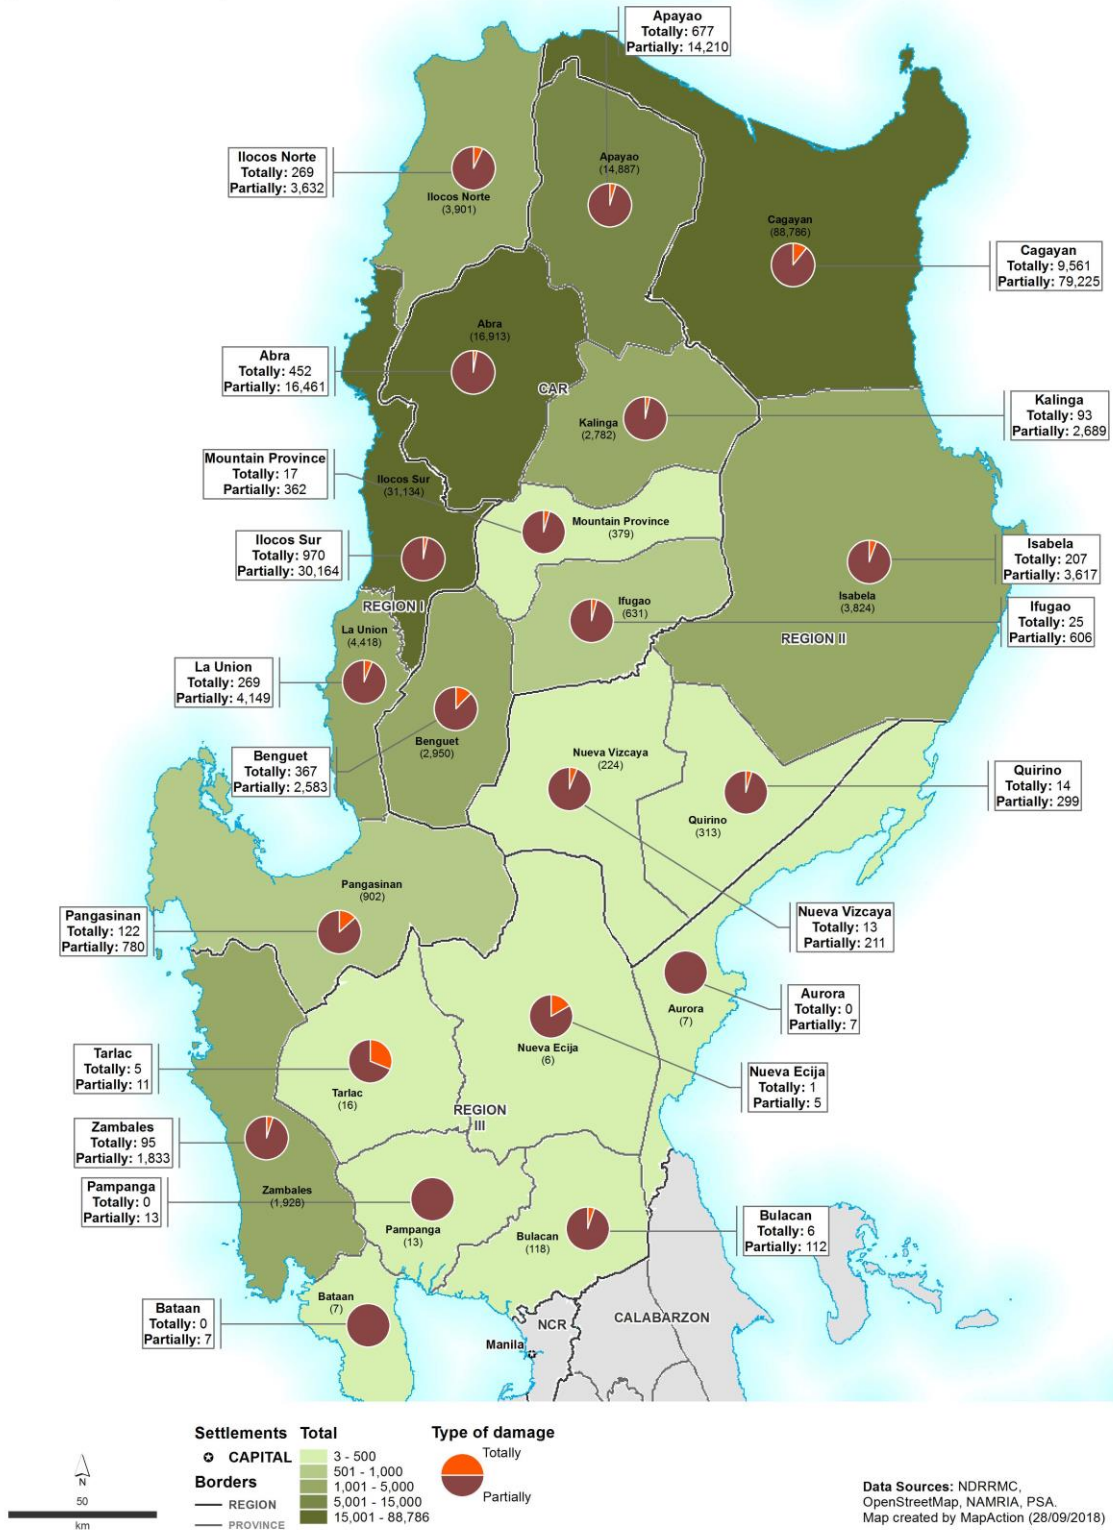 Apayao
Totally: 677
Partially: 14,210
Ilocos Norte
Totally: 269
Partially: 3,632
Ilocos Norte
(3,901)
Apayao
(14,887)
Cagayan
(88,786)
Cagayan
Totally: 9,561
Partially: 79,225
Abra
(16,913)
Abra
Totally: 452
Partially: 16,461
CAR
Kalinga
(2,782)
Kalinga
Totally: 93
Partially: 2,689
Mountain Province
Totally: 17
Partially: 362
Ilocos Sur
(31,134)
Mountain Province
(379)
Ilocos Sur
Totally: 970
Partially: 30,164
Isabela
Totally: 207
Partially: 3,617
Isabela
(3,824)
REGION I
Ifugao
(631)
Ifugao
Totally: 25
Partially: 606
REGION II
La Union
(4,418)
La Union
Totally: 269
Partially: 4,149
Benguet
(2,950)
Benguet
Totally: 367
Partially: 2,583
Nueva Vizcaya
(224)
Quirino
(313)
Quirino
Totally: 14
Partially: 299
Pangasinan
(902)
Pangasinan
Totally: 122
Partially: 780
Nueva Vizcaya
Totally: 13
Partially: 211
Aurora
(7)
Aurora
Totally: 0
Partially: 7
Nueva Ecija
(6)
Nueva Ecija
Totally: 1
Partially: 5
Tarlac
Totally: 5
Partially: 11
Tarlac
(16)
REGION
III
Zambales
Totally: 95
Partially: 1,833
Zambales
(1,928)
Pampanga
Totally: 0
Partially: 13
Pampanga
(13)
Bulacan
(118)
Bulacan
Totally: 6
Partially: 112
Bataan
(7)
Bataan
Totally: 0
Partially: 7
NCR
CALABARZON
Manila
Settlements
CAPITAL
Borders
REGION
PROVINCE
Total
3 - 500
501 - 1,000
1,001 - 5,000
5,001 - 15,000
15,001 - 88,786
Type of damage
Totally
Partially
N
50
km
Data Sources: NDRRMC,
OpenStreetMap, NAMRIA, PSA.
Map created by MapAction (28/09/2018)